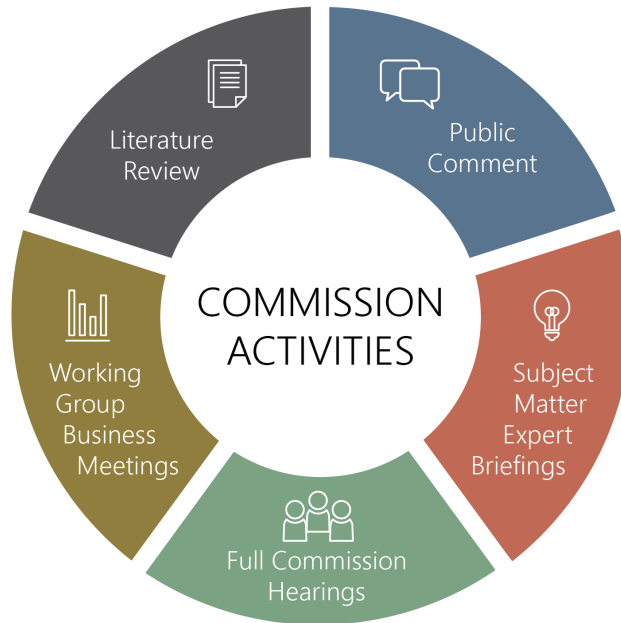 COMMISSION
ACTIVITIES
Public
Comment
Subject
Matter
Expert
Briefings
Full Commission
Hearings
Working
Group
Business
Meetings
Literature
Review